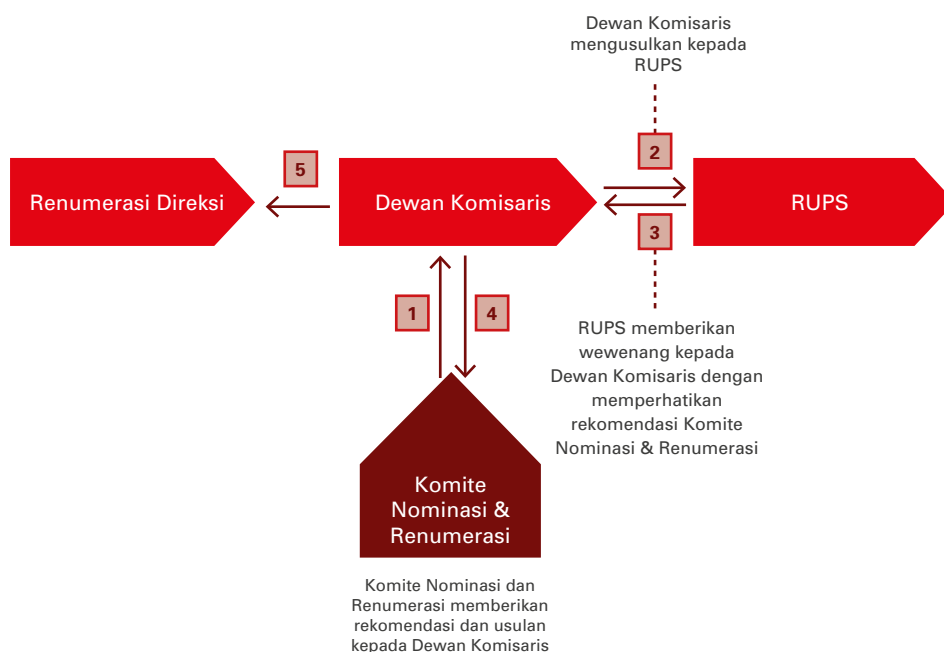 Dewan Komisaris
mengusulkan kepada
RUPS
Renumerasi Direksi
5
Dewan Komisaris
2
RUPS
3
1
4
RUPS memberikan
wewenang kepada
Dewan Komisaris dengan
memperhatikan
rekomendasi Komite
Nominasi & Renumerasi
Komite
Nominasi &
Renumerasi
Komite Nominasi dan
Renumerasi memberikan
rekomendasi dan usulan
kepada Dewan Komisaris